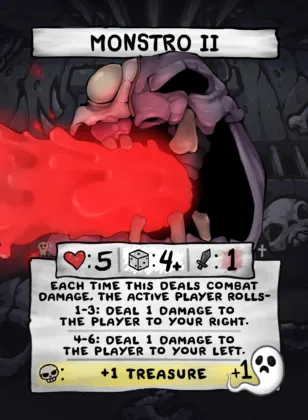 MONSTRO II
:5 :4+ :1
EACH TIME THIS DEALS COMBAT
DAMAGE, THE ACTIVE PLAYER ROLLS-
1-3: DEAL 1 DAMAGE TO
THE PLAYER TO YOUR RIGHT.
4-6: DEAL 1 DAMAGE TO
THE PLAYER TO YOUR LEFT.
: +1 TREASURE +1